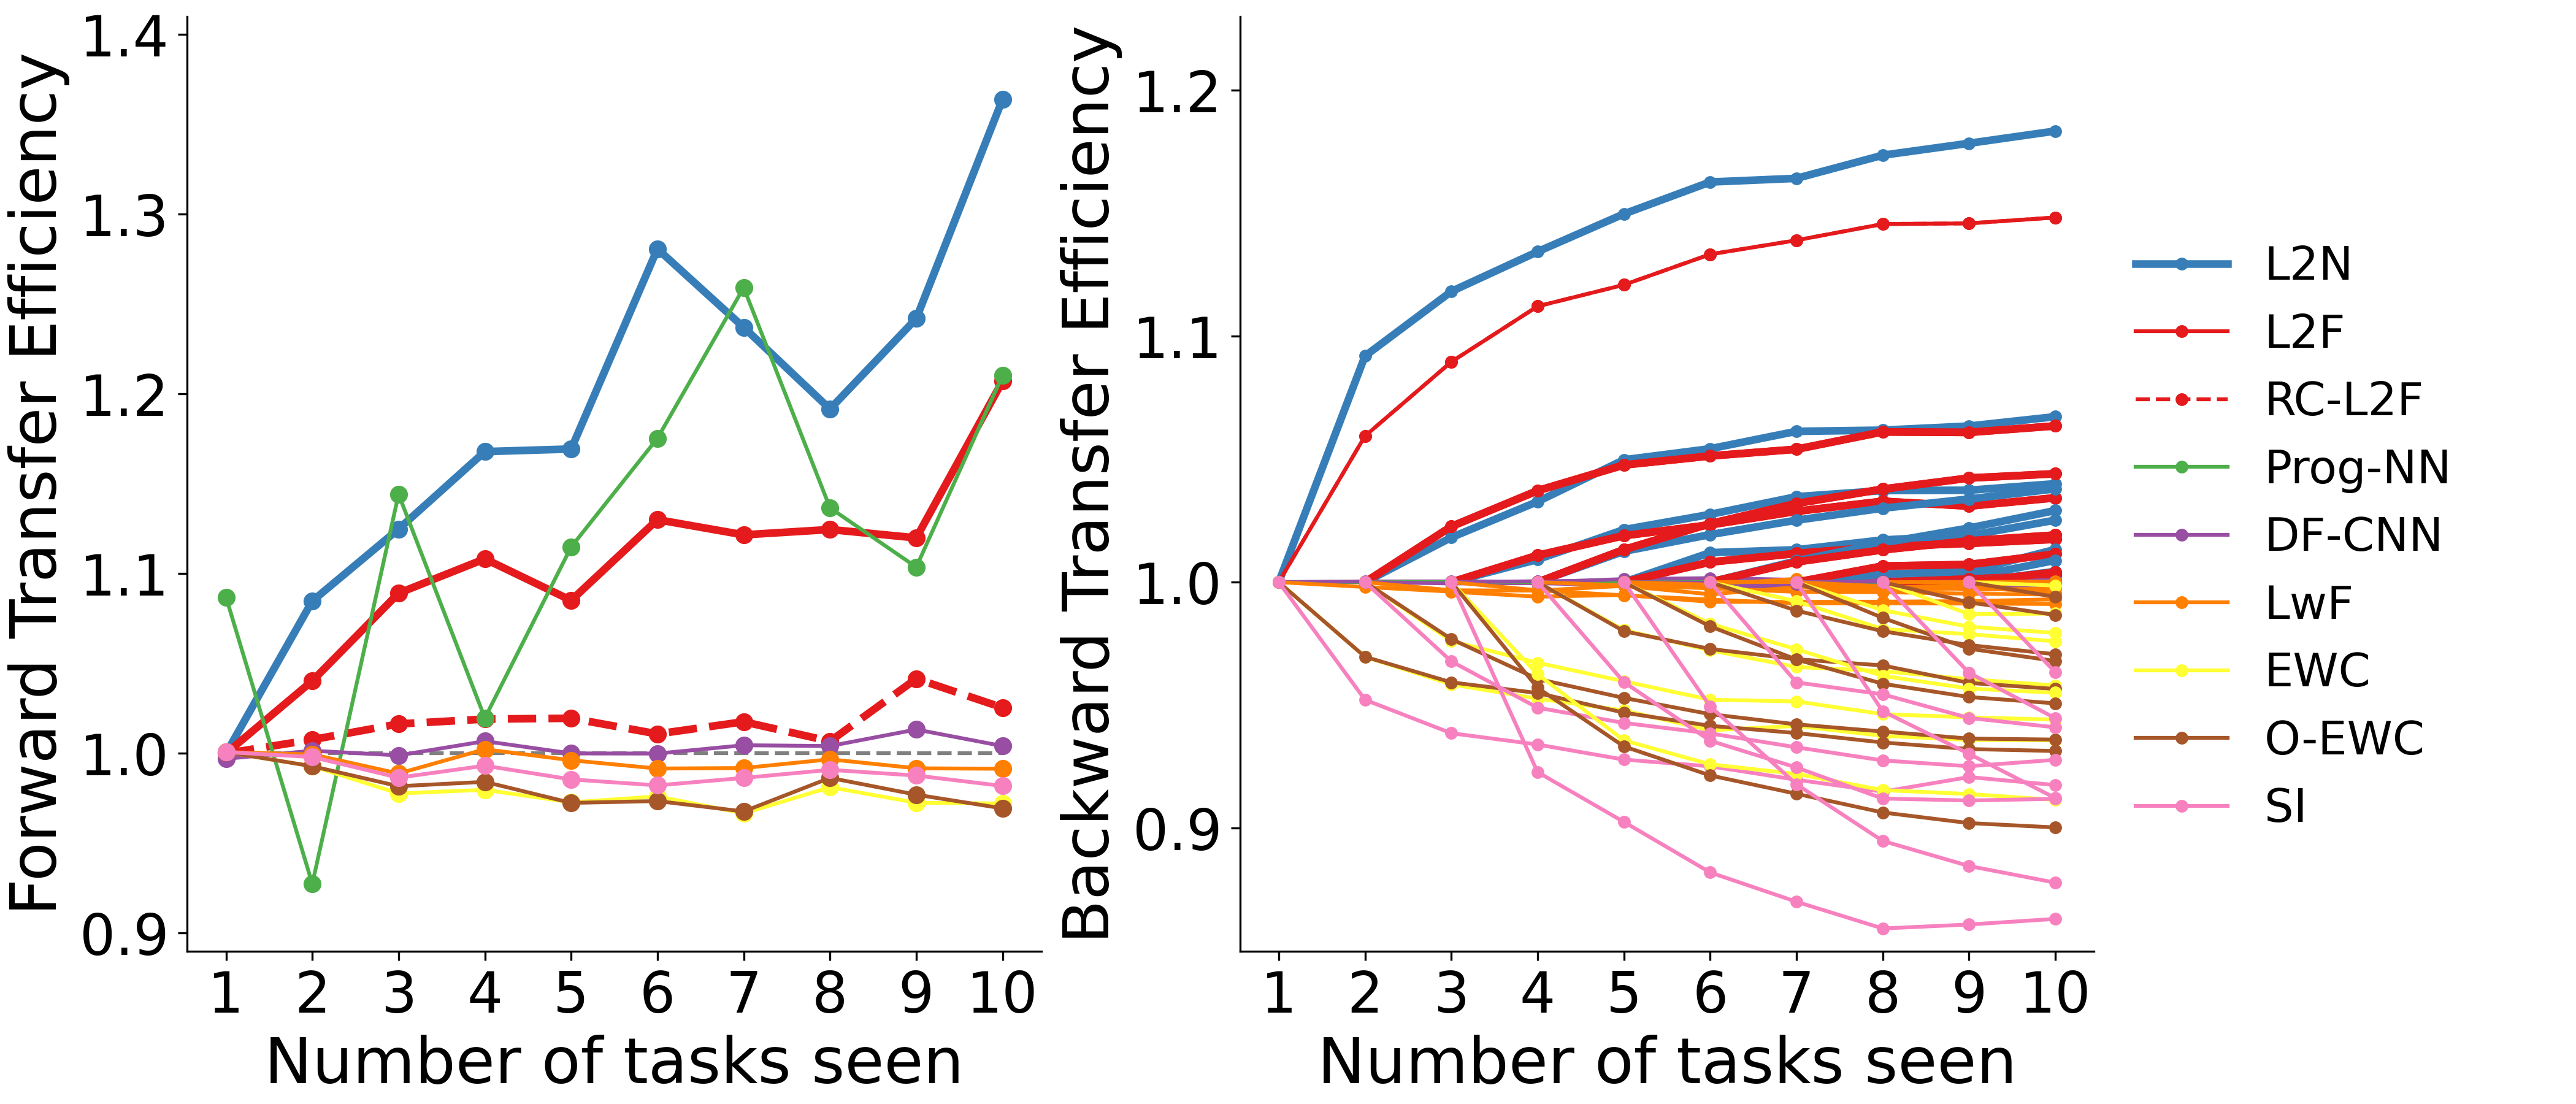 Forward Transfer Efficiency
1.4
1.3
1.2
1.1
1.0
0.9
1 2 3 4 5 6 7 8 9 10
Number of tasks seen
Backward Transfer Efficiency
1.2
1.1
1.0
0.9
1 2 3 4 5 6 7 8 9 10
Number of tasks seen
L2N
L2F
RC-L2F
Prog-NN
DF-CNN
LwF
EWC
O-EWC
SI